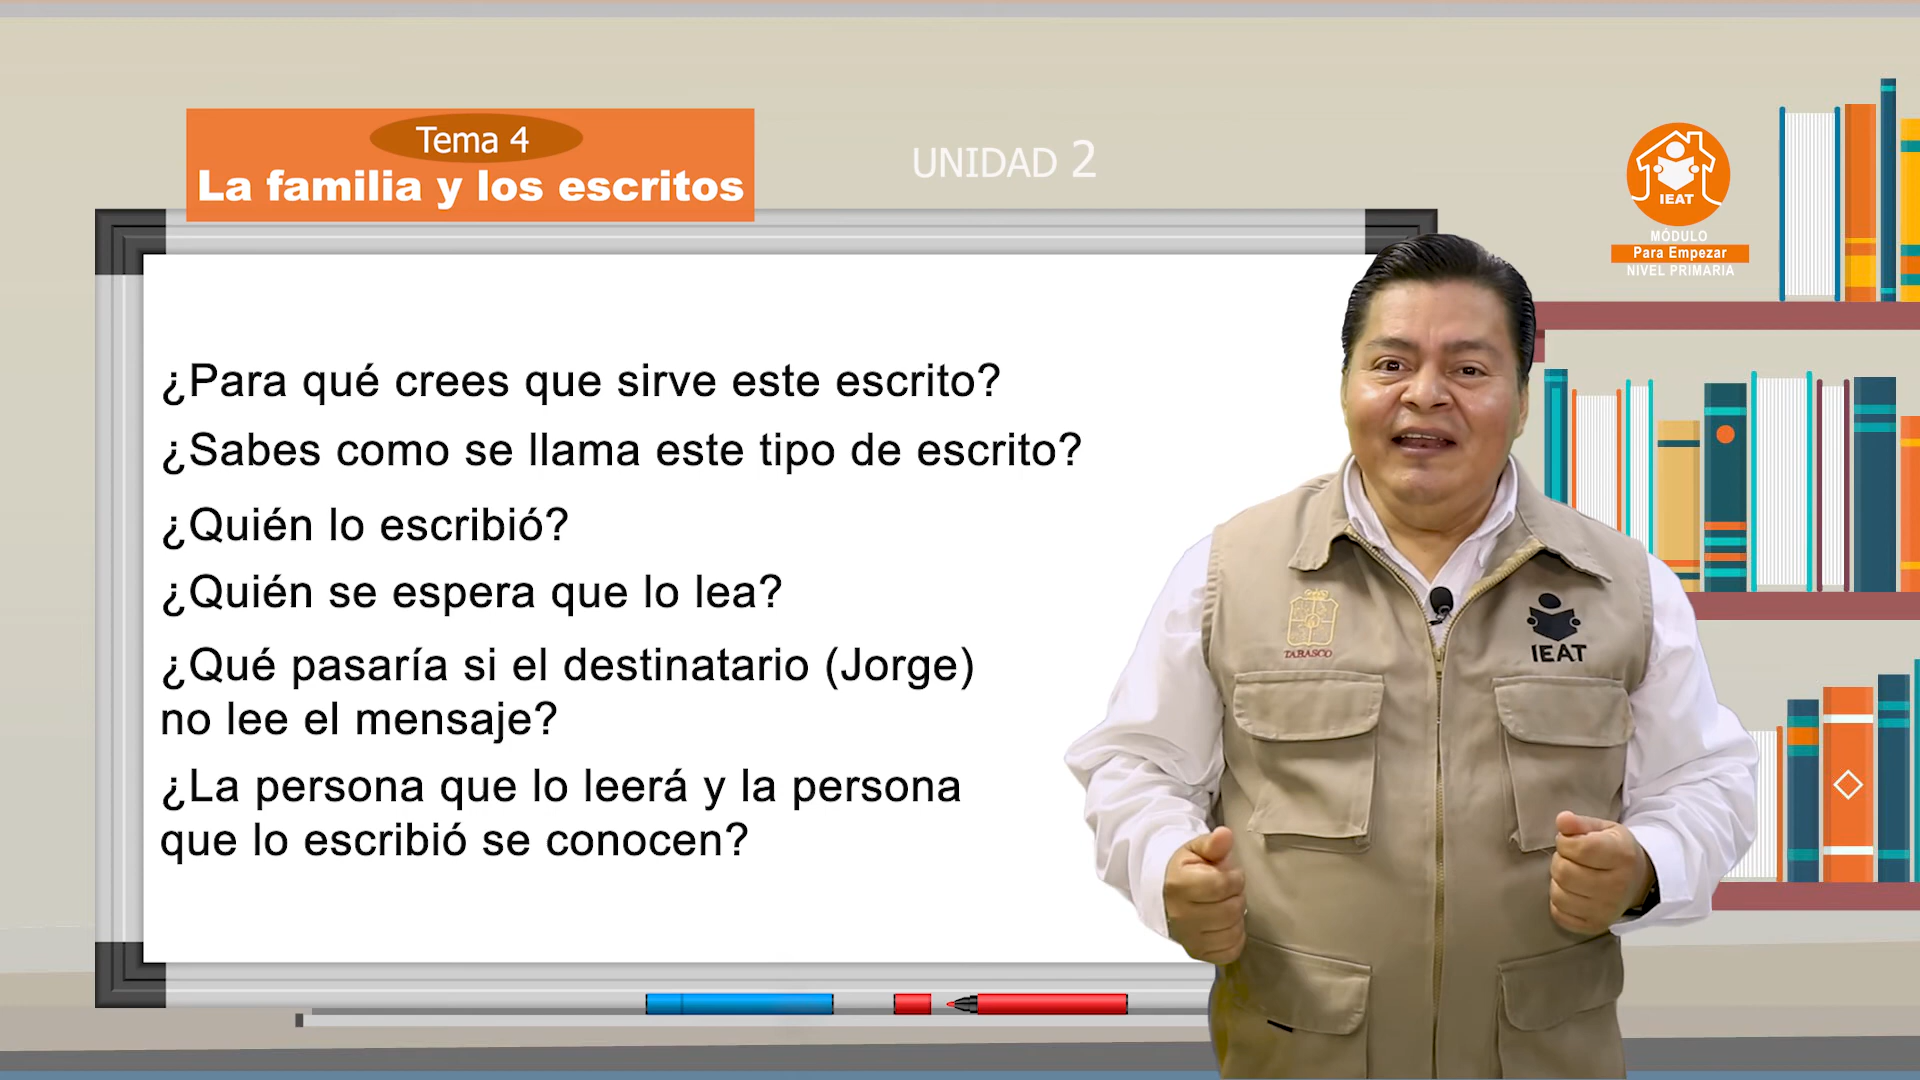 Tema 4
La familia y los escritos
UNIDAD 2
IEAT
MÓDULO
Para Empezar
NIVEL PRIMARIA
¿Para qué crees que sirve este escrito?
¿Sabes como se llama este tipo de escrito?
¿Quién lo escribió?
¿Quién se espera que lo lea?
¿Qué pasaría si el destinatario (Jorge)
no lee el mensaje?
¿La persona que lo leerá y la persona
que lo escribió se conocen?
TABASCO
IEAT